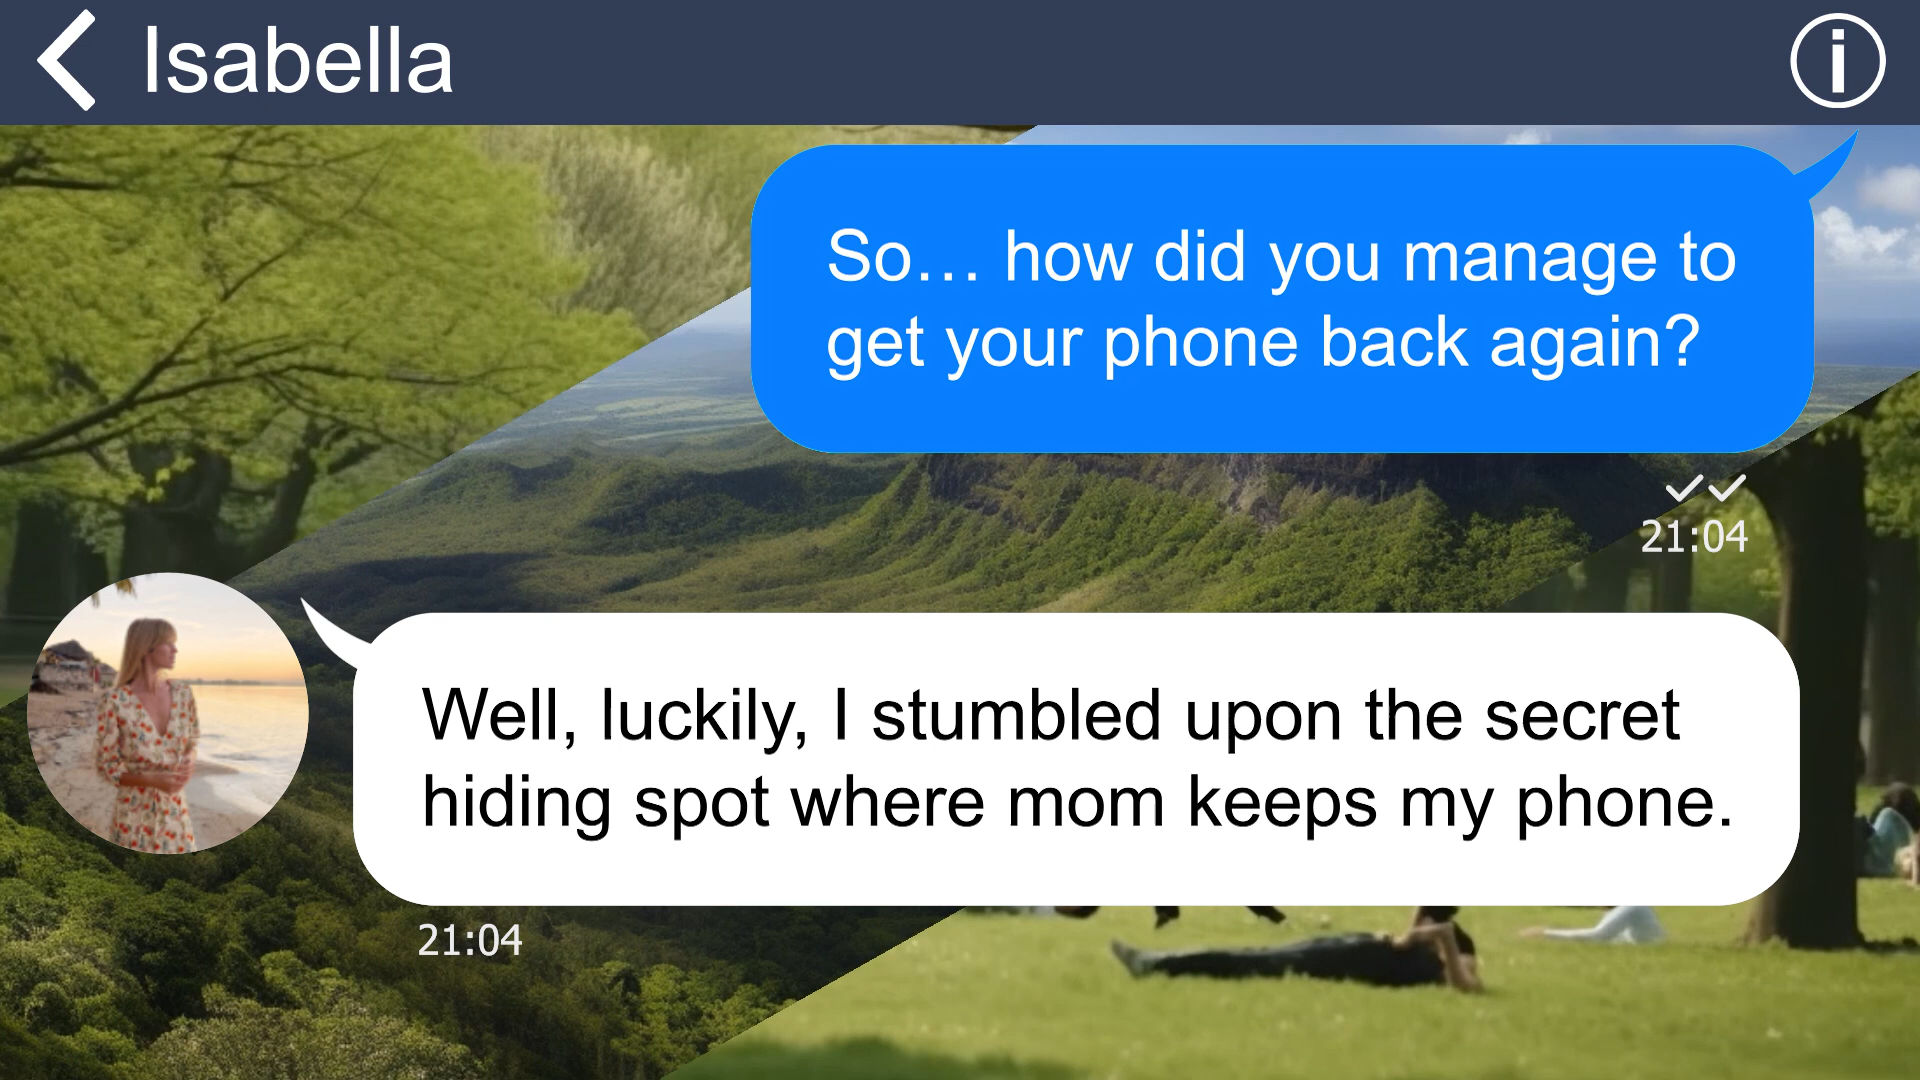 Isabella
So… how did you manage to
get your phone back again?
21:04
Well, luckily, I stumbled upon the secret
hiding spot where mom keeps my phone.
21:04